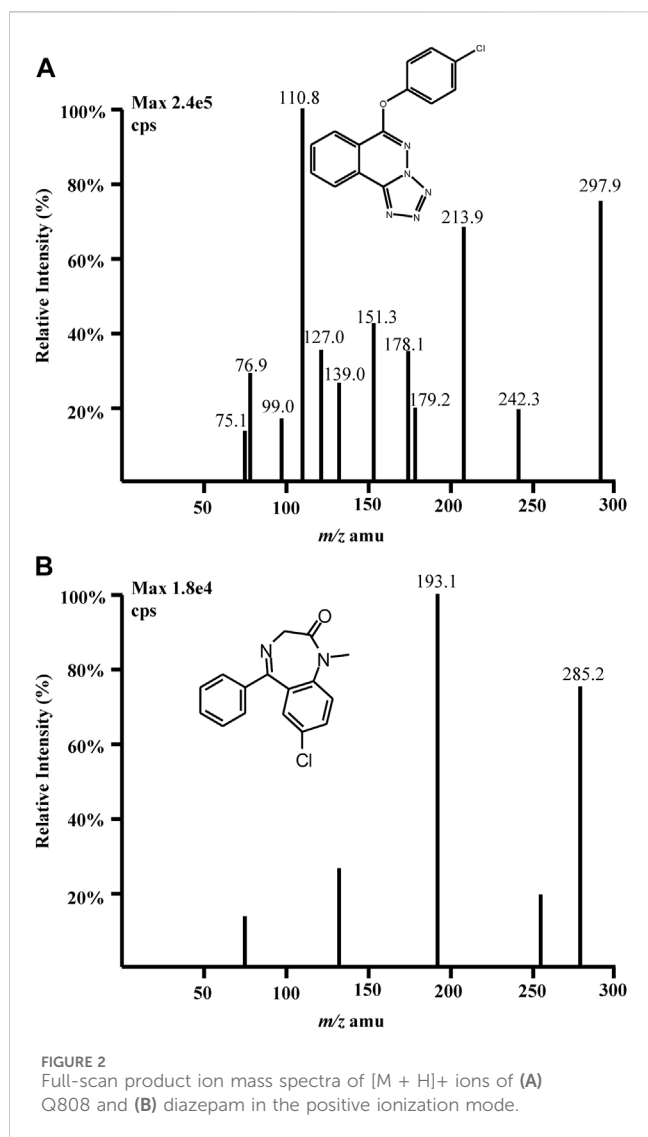 A
Max 2.4e5
cps
100%
80%
60%
40%
20%
Relative Intensity (%)
110.8
297.9
213.9
151.3
127.0
178.1
76.9
139.0
179.2
99.0
75.1
242.3
Cl
O
N
N
N
N
N
50
100
150
200
250
300
m/z amu
B
Max 1.8e4
cps
100%
80%
60%
40%
20%
Relative Intensity (%)
193.1
285.2
O
N
N
Cl
50
100
150
200
250
300
m/z amu
FIGURE 2
Full-scan product ion mass spectra of [M + H]+ ions of (A)
Q808 and (B) diazepam in the positive ionization mode.